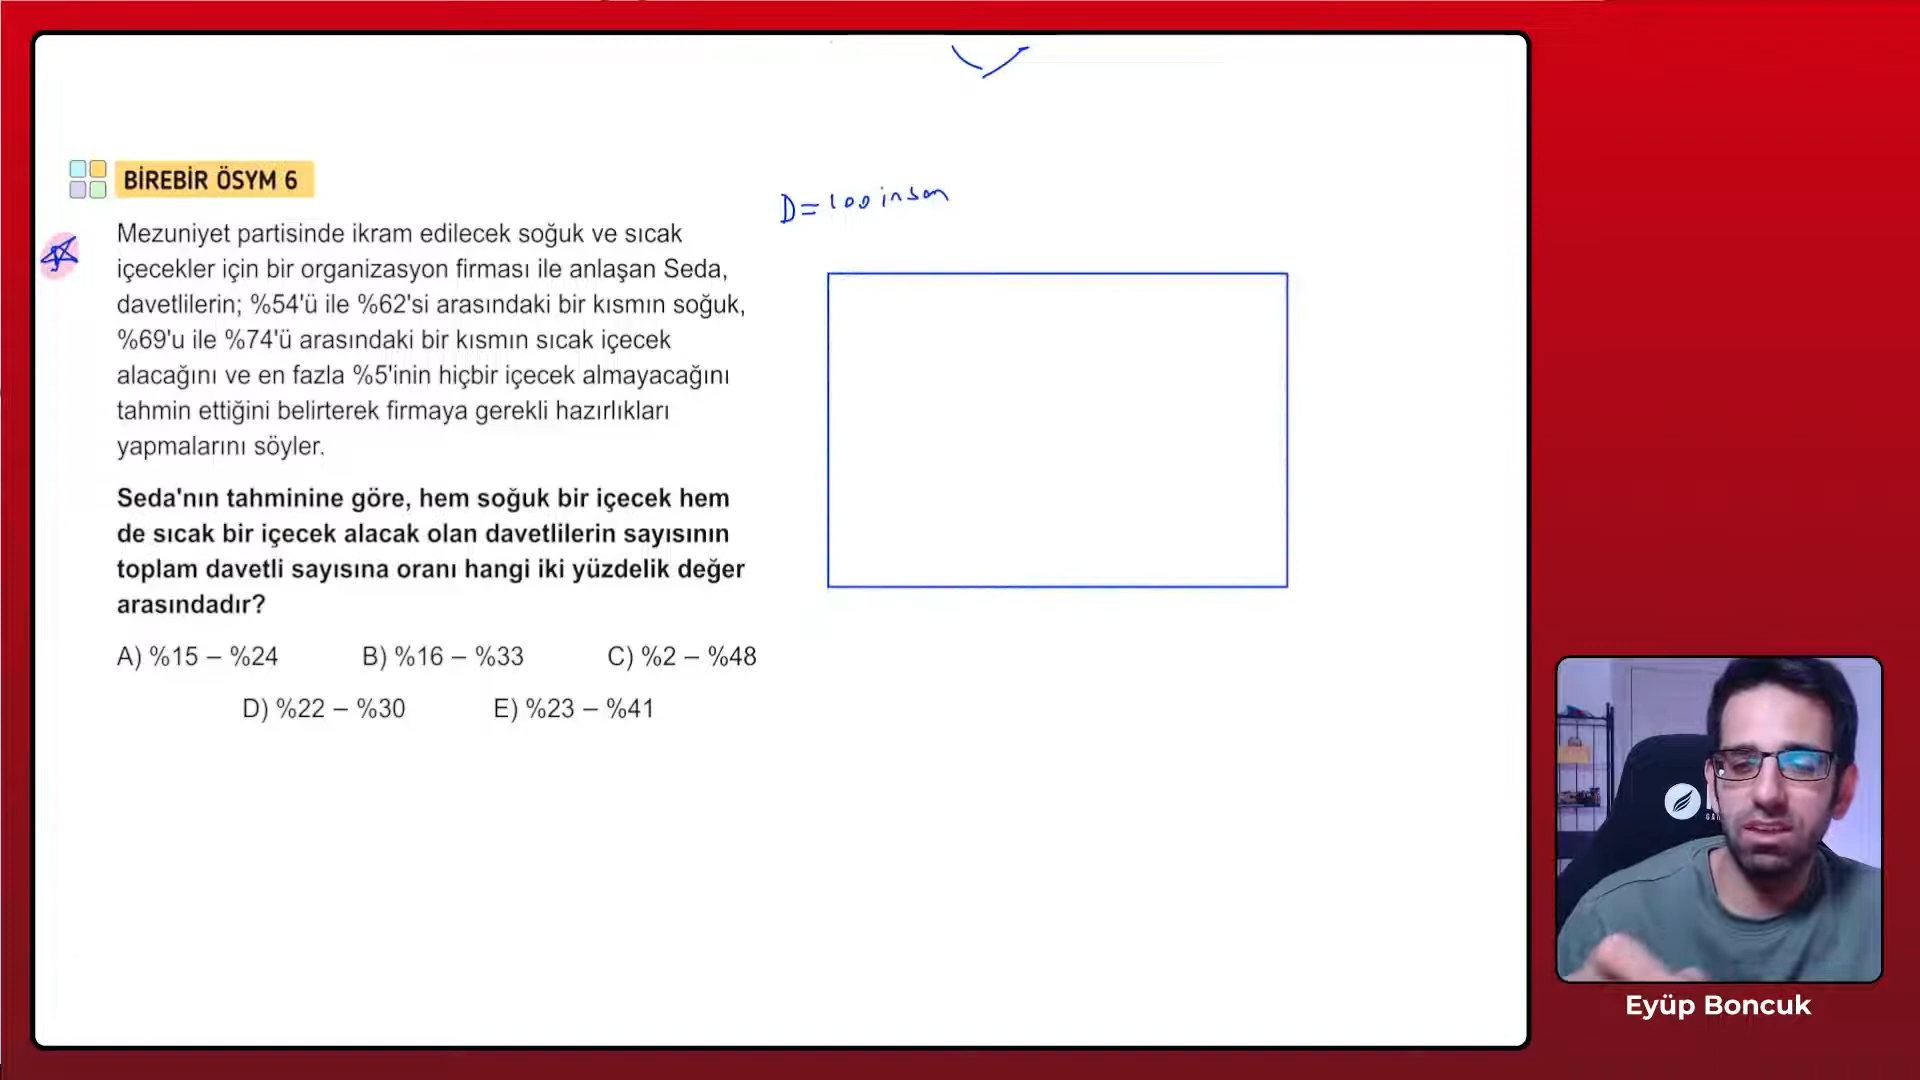 BİREBİR ÖSYM 6
D=100 insan
Mezuniyet partisinde ikram edilecek soğuk ve sıcak
içecekler için bir organizasyon firması ile anlaşan Seda,
davetlilerin; %54'ü ile %62'si arasındaki bir kısmın soğuk,
%69'u ile %74'ü arasındaki bir kısmın sıcak içecek
alacağını ve en fazla %5'inin hiçbir içecek almayacağını
tahmin ettiğini belirterek firmaya gerekli hazırlıkları
yapmalarını söyler.
Seda'nın tahminine göre, hem soğuk bir içecek hem
de sıcak bir içecek alacak olan davetlilerin sayısının
toplam davetli sayısına oranı hangi iki yüzdelik değer
arasındadır?
A) %15 – %24 B) %16 – %33 C) %2 – %48
D) %22 – %30 E) %23 – %41
Eyüp Boncuk